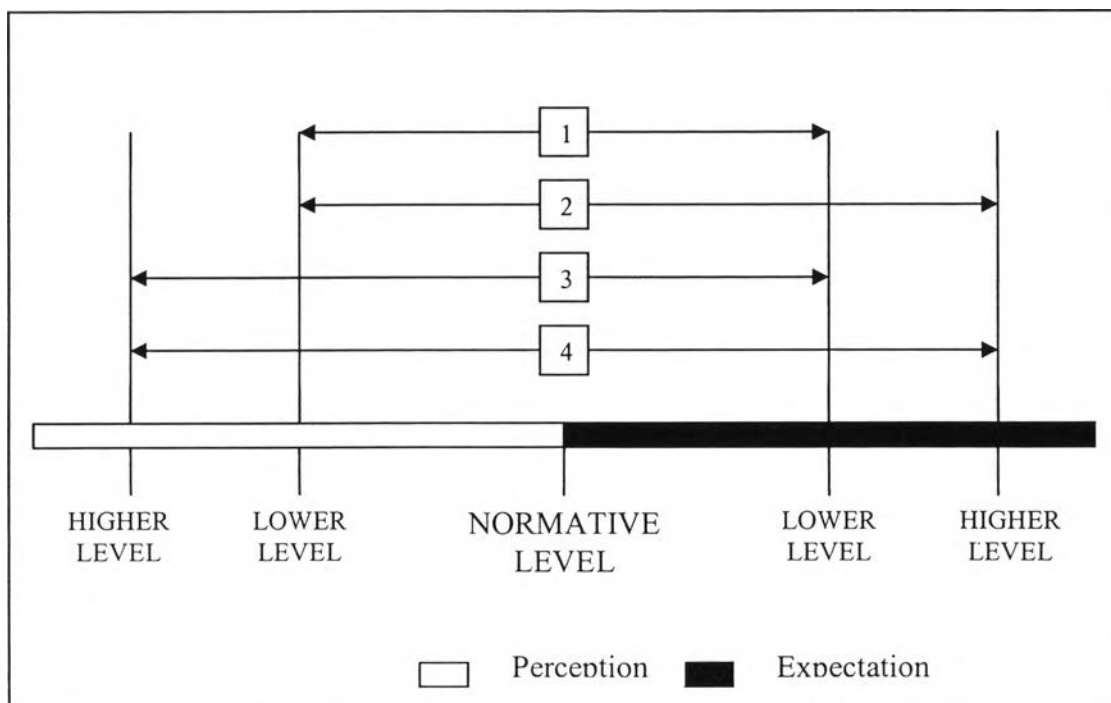 1
2
3
4
HIGHER LEVEL
LOWER LEVEL
NORMATIVE LEVEL
LOWER LEVEL
HIGHER LEVEL
Perception
Expectation